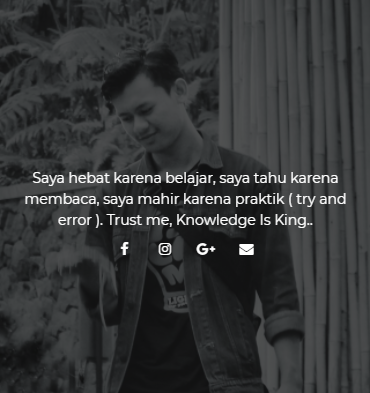 Saya hebat karena belajar, saya tahu karena
membaca, saya mahir karena praktik ( try and
error ). Trust me, Knowledge Is King..